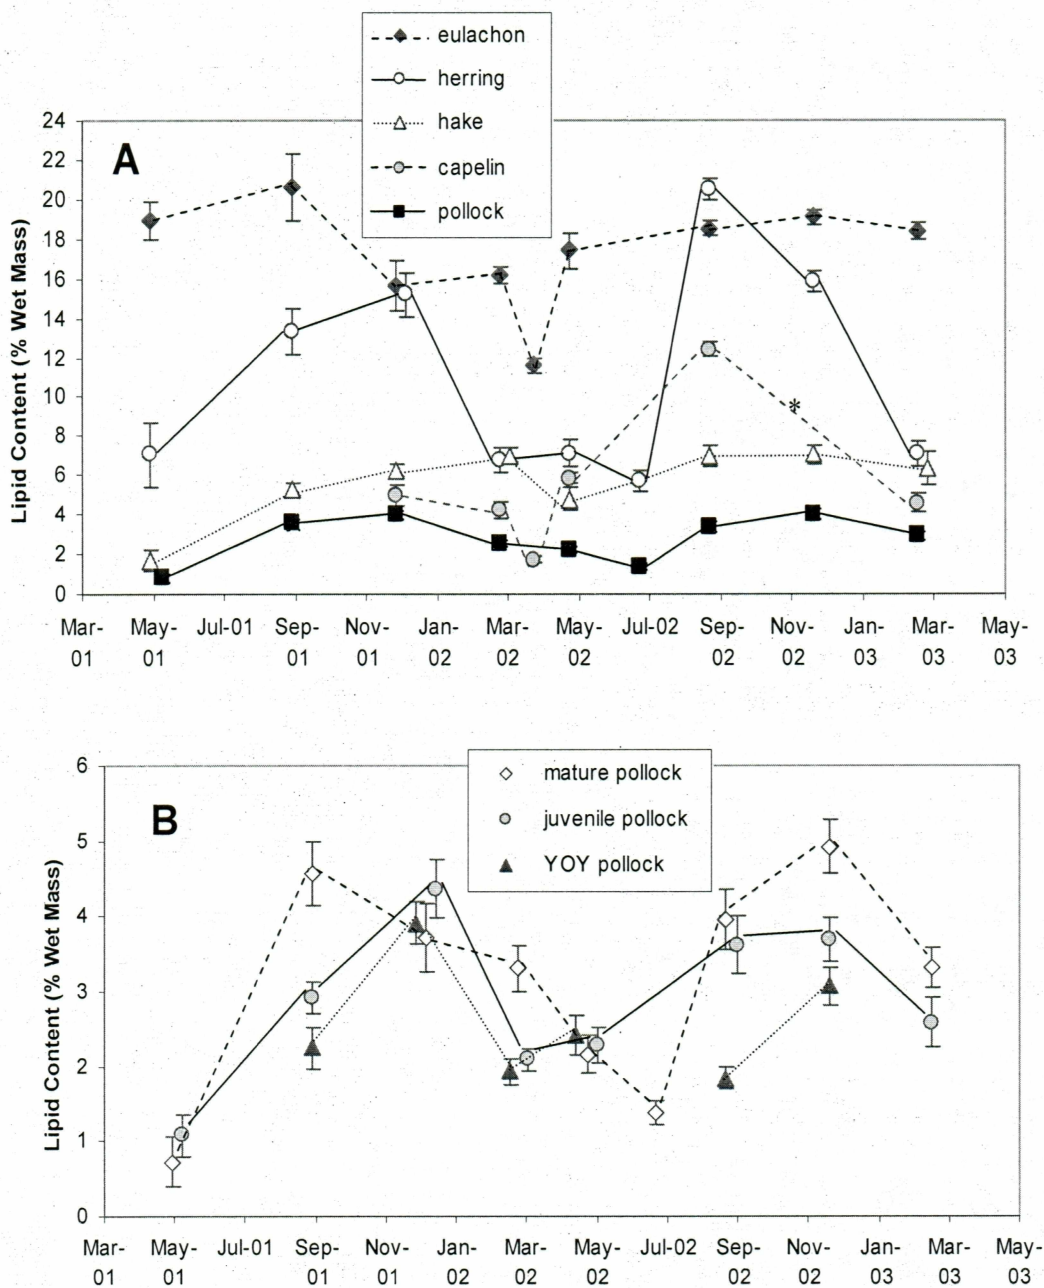 eulachon
herring
hake
capelin
pollock
A
24
22
20
18
16
14
12
10
8
6
4
2
0
Lipid Content (% Wet Mass)
*
Mar- May- Jul-01 Sep- Nov- Jan- Mar- May- Jul-02 Sep- Nov- Jan- Mar- May-
01 01 01 01 02 02 02 02 02 03 03 03
mature pollock
juvenile pollock
YOY pollock
B
6
5
4
3
2
1
0
Lipid Content (% Wet Mass)
Mar- May- Jul-01 Sep- Nov- Jan- Mar- May- Jul-02 Sep- Nov- Jan- Mar- May-
01 01 01 01 02 02 02 02 02 03 03 03